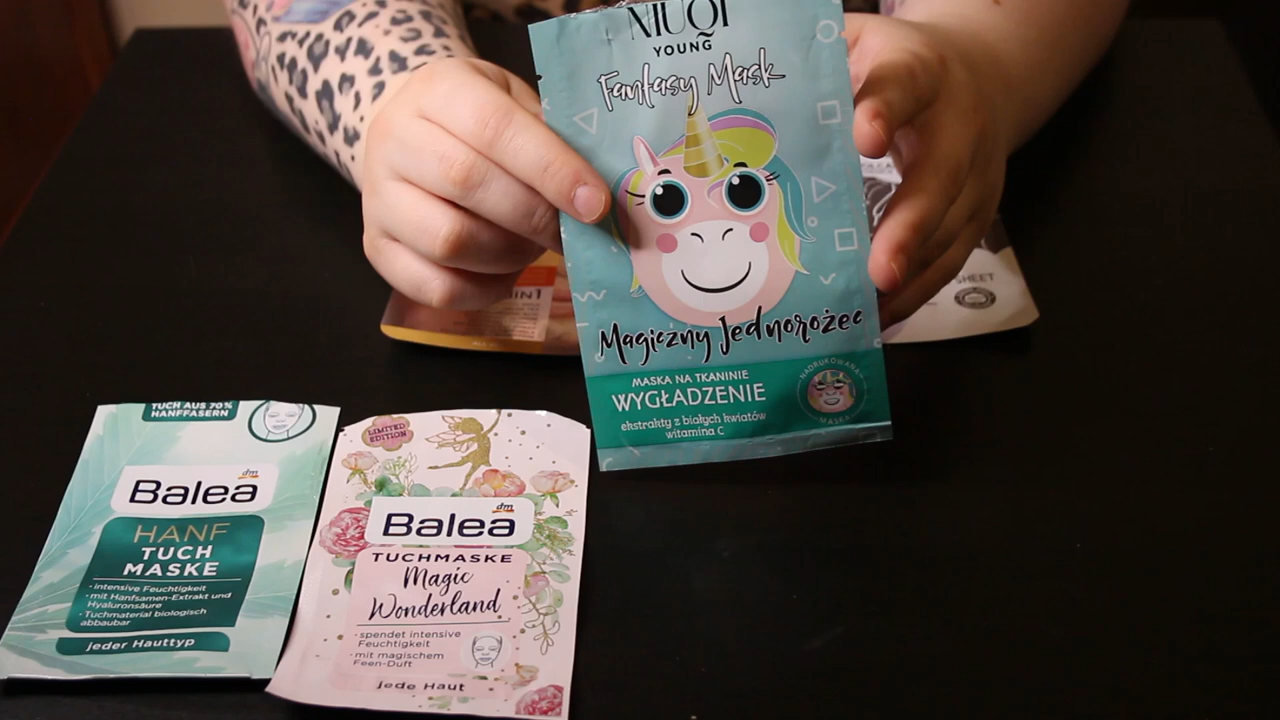 NIUQI
YOUNG
Fantasy Mask
Magiczny Jednorożec
MASKA NA TKANINIE
WYGŁADZENIE
ekstrakty z białych kwiatów
witamina C
NADRUKOWANA
MASKA
SHEET
TUCH AUS 70%
HANFFASERN
dm
Balea
HANF
TUCH
MASKE
· intensive Feuchtigkeit
· mit Hanfsamen-Extrakt und
Hyaluronsäure
· Tuchmaterial biologisch
abbaubar
jeder Hauttyp
LIMITED
EDITION
dm
Balea
TUCHMASKE
Magic
Wonderland
· spendet intensive
Feuchtigkeit
· mit magischem
Feen-Duft
jede Haut